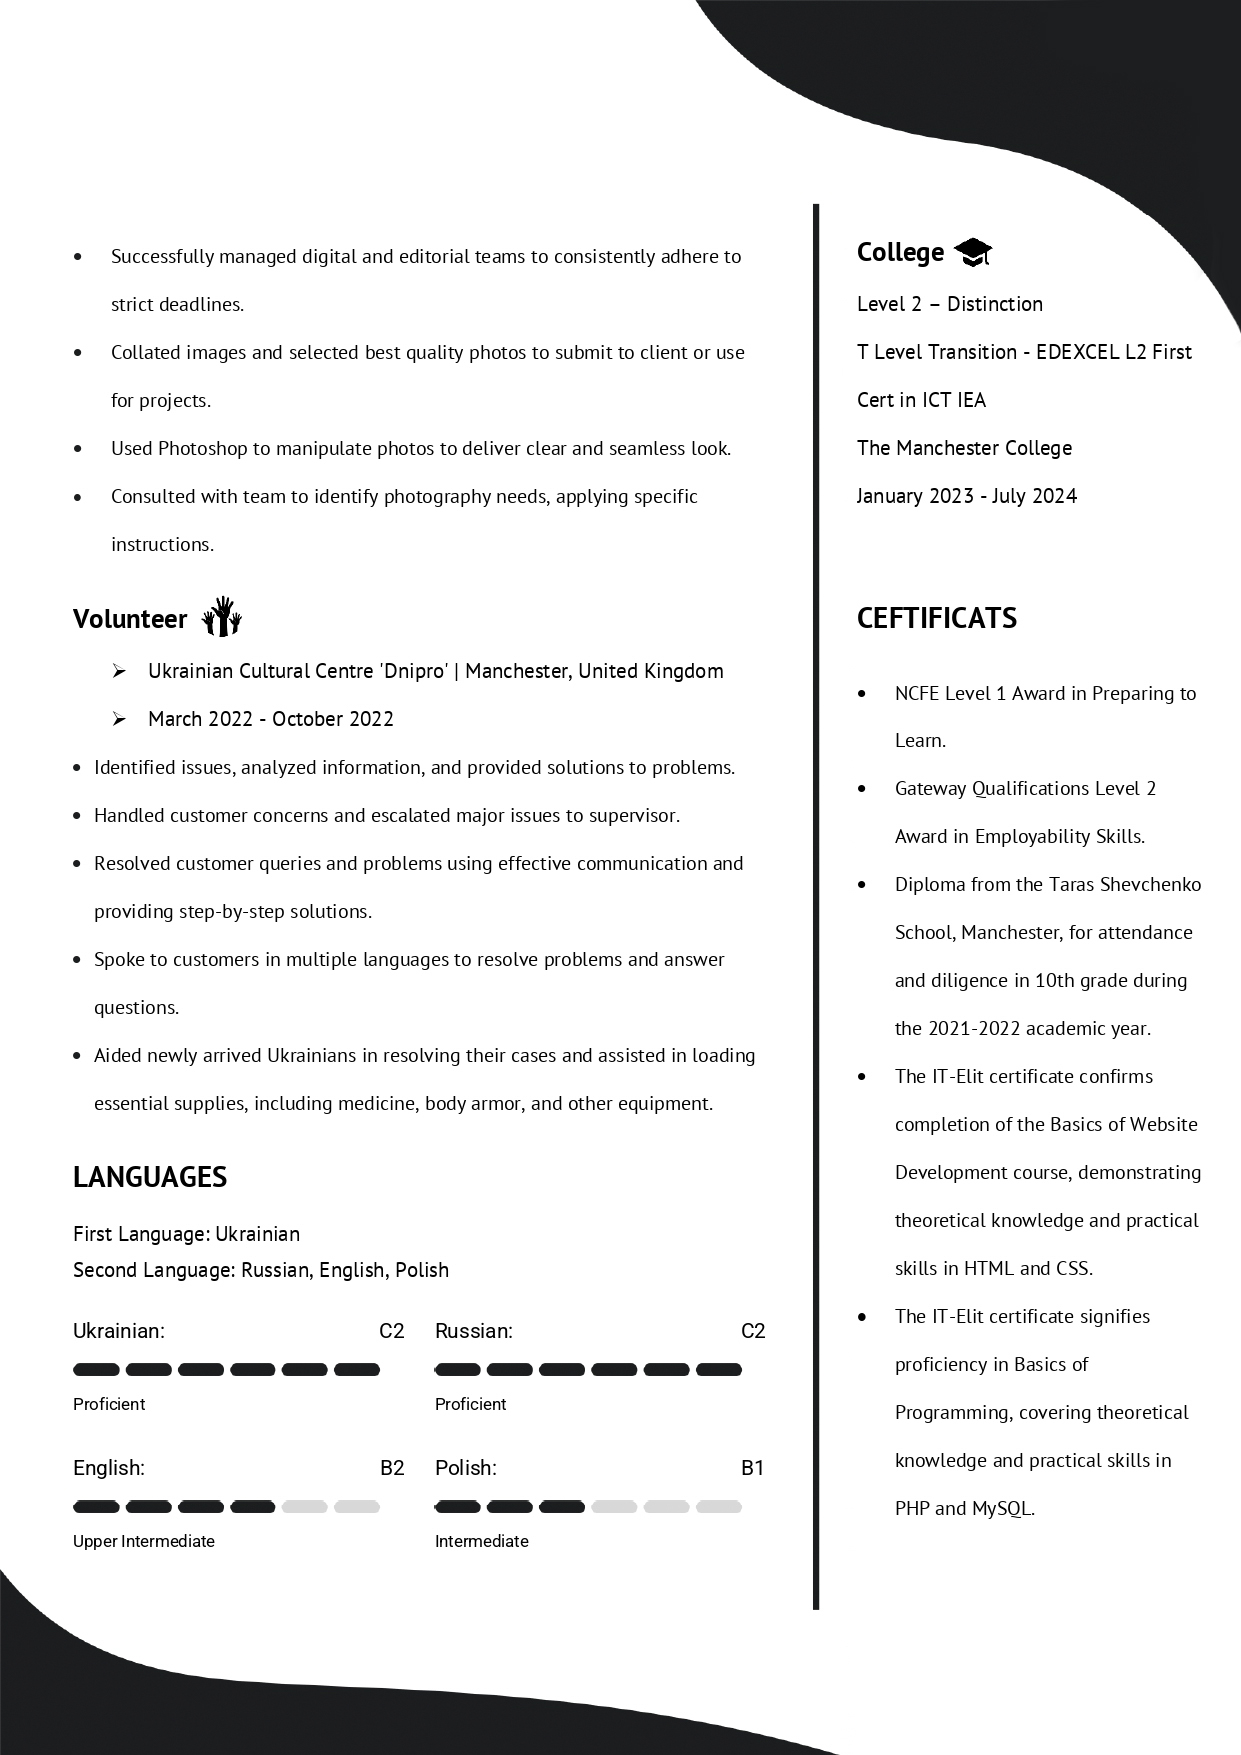 • Successfully managed digital and editorial teams to consistently adhere to
strict deadlines.
• Collated images and selected best quality photos to submit to client or use
for projects.
• Used Photoshop to manipulate photos to deliver clear and seamless look.
• Consulted with team to identify photography needs, applying specific
instructions.
Volunteer
➢ Ukrainian Cultural Centre 'Dnipro' | Manchester, United Kingdom
➢ March 2022 - October 2022
• Identified issues, analyzed information, and provided solutions to problems.
• Handled customer concerns and escalated major issues to supervisor.
• Resolved customer queries and problems using effective communication and
providing step-by-step solutions.
• Spoke to customers in multiple languages to resolve problems and answer
questions.
• Aided newly arrived Ukrainians in resolving their cases and assisted in loading
essential supplies, including medicine, body armor, and other equipment.
LANGUAGES
First Language: Ukrainian
Second Language: Russian, English, Polish
Ukrainian: C2
Proficient
Russian: C2
Proficient
English: B2
Upper Intermediate
Polish: B1
Intermediate
College
Level 2 – Distinction
T Level Transition - EDEXCEL L2 First
Cert in ICT IEA
The Manchester College
January 2023 - July 2024
CEFTIFICATS
• NCFE Level 1 Award in Preparing to
Learn.
• Gateway Qualifications Level 2
Award in Employability Skills.
• Diploma from the Taras Shevchenko
School, Manchester, for attendance
and diligence in 10th grade during
the 2021-2022 academic year.
• The IT-Elit certificate confirms
completion of the Basics of Website
Development course, demonstrating
theoretical knowledge and practical
skills in HTML and CSS.
• The IT-Elit certificate signifies
proficiency in Basics of
Programming, covering theoretical
knowledge and practical skills in
PHP and MySQL.